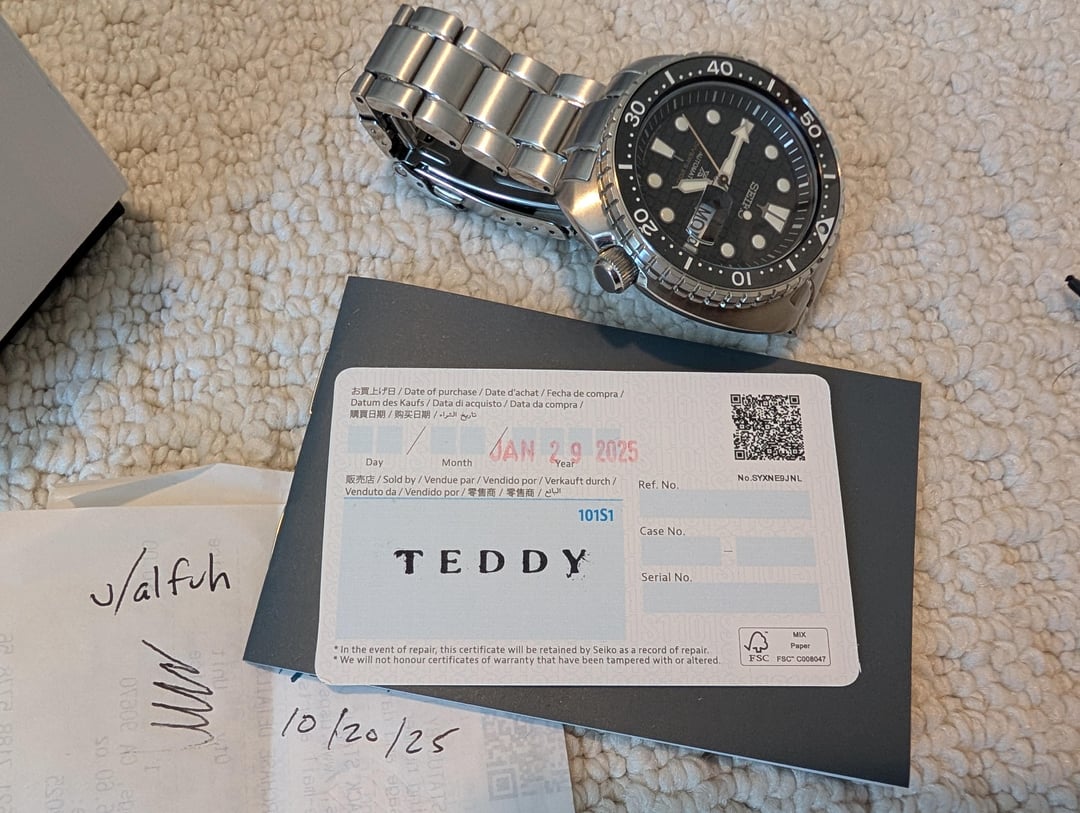 40
50
30
20
10
SEIKO
AUTOMATIC
MO
お買上げ日 / Date of purchase / Date d'achat / Fecha de compra /
Datum des Kaufs / Data di acquisto / Data da compra /
購買日期 / 购买日期 / تاريخ الشراء
/ /
JAN 29 2025
Day Month Year
販売店 / Sold by / Vendue par / Vendido por / Verkauft durch /
Venduto da / Vendido por / 零售商 / 零售商 / البائع
101S1
TEDDY
No.SYXNE9JNL
Ref. No.
Case No.
–
Serial No.
* In the event of repair, this certificate will be retained by Seiko as a record of repair.
* We will not honour certificates of warranty that have been tampered with or altered.
FSC
MIX
Paper
FSC™ C008047
u/alfuh
10/20/25